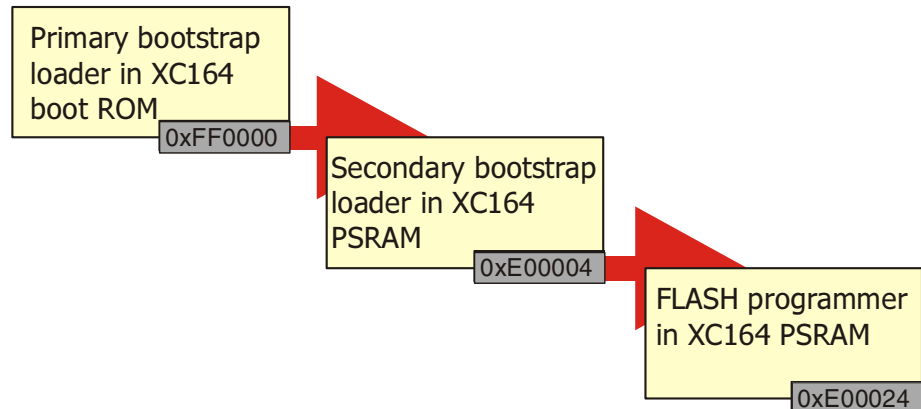 Primary bootstrap
loader in XC164
boot ROM
0xFF0000
Secondary bootstrap
loader in XC164
PSRAM
0xE00004
FLASH programmer
in XC164 PSRAM
0xE00024